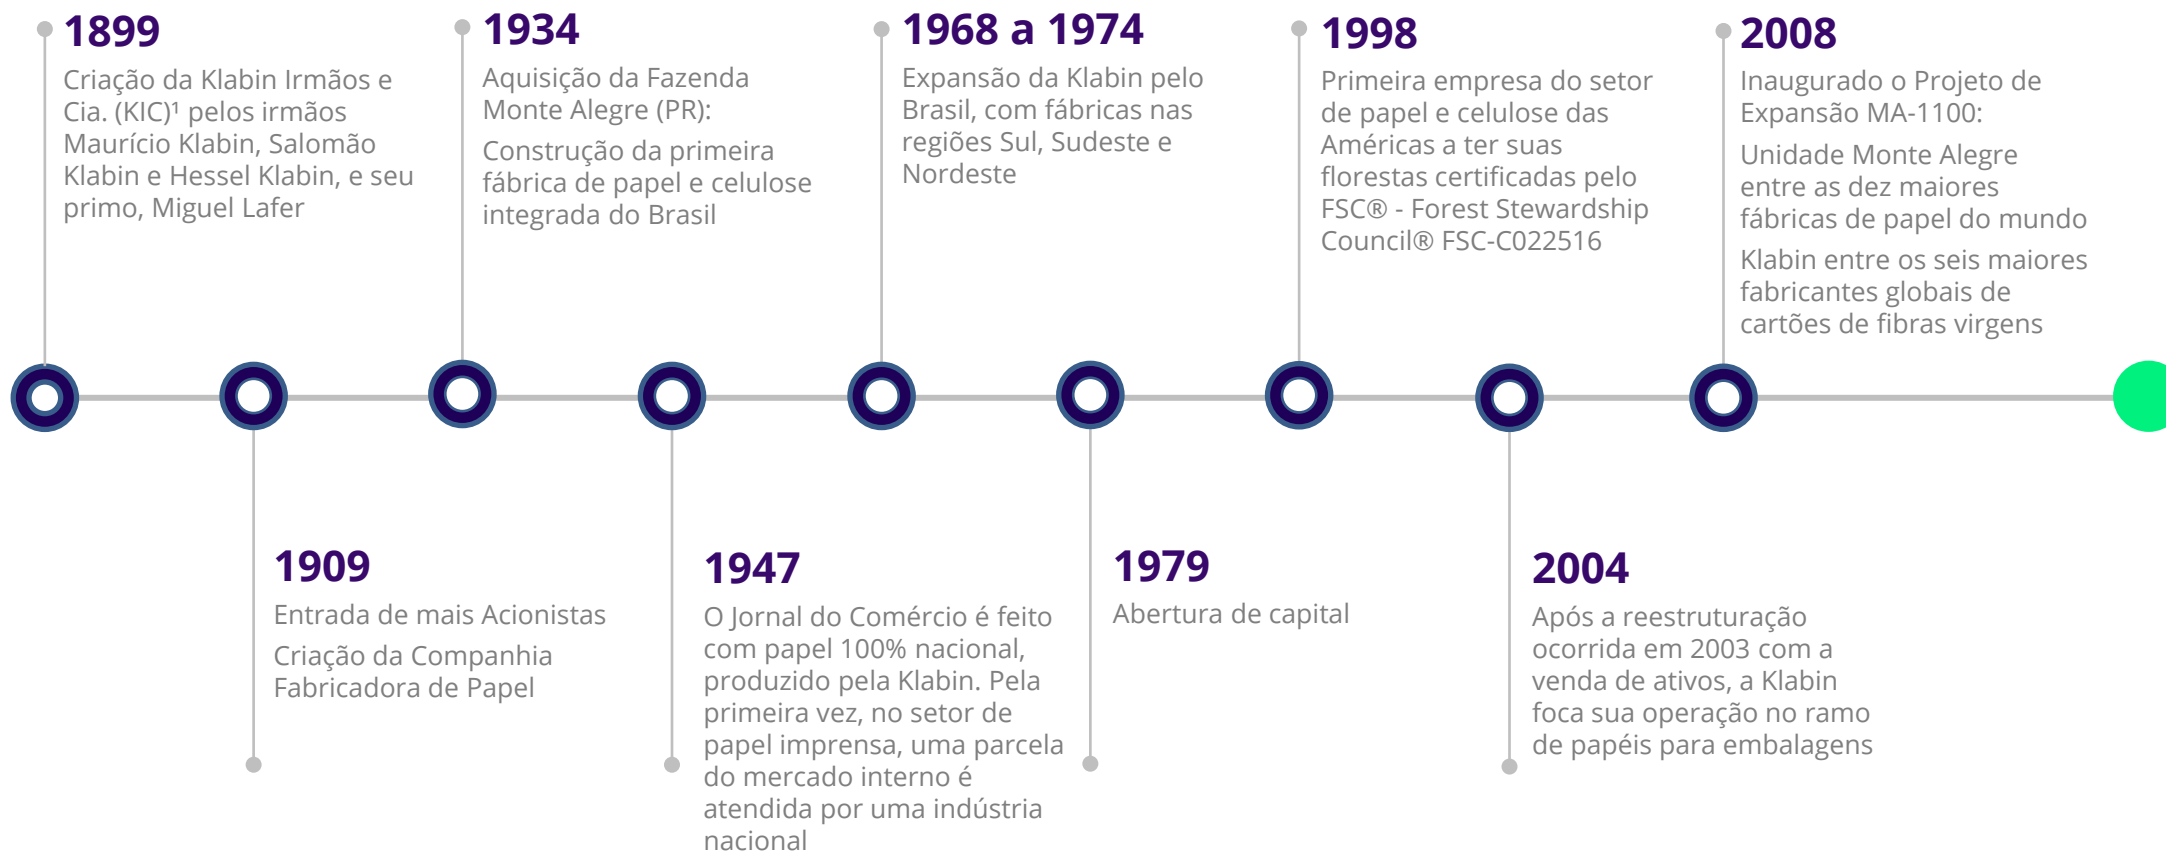 1899
Criação da Klabin Irmãos e
Cia. (KIC)¹ pelos irmãos
Maurício Klabin, Salomão
Klabin e Hessel Klabin, e seu
primo, Miguel Lafer
1909
Entrada de mais Acionistas
Criação da Companhia
Fabricadora de Papel
1934
Aquisição da Fazenda
Monte Alegre (PR):
Construção da primeira
fábrica de papel e celulose
integrada do Brasil
1947
O Jornal do Comércio é feito
com papel 100% nacional,
produzido pela Klabin. Pela
primeira vez, no setor de
papel imprensa, uma parcela
do mercado interno é
atendida por uma indústria
nacional
1968 a 1974
Expansão da Klabin pelo
Brasil, com fábricas nas
regiões Sul, Sudeste e
Nordeste
1979
Abertura de capital
1998
Primeira empresa do setor
de papel e celulose das
Américas a ter suas
florestas certificadas pelo
FSC® - Forest Stewardship
Council® FSC-C022516
2004
Após a reestruturação
ocorrida em 2003 com a
venda de ativos, a Klabin
foca sua operação no ramo
de papéis para embalagens
2008
Inaugurado o Projeto de
Expansão MA-1100:
Unidade Monte Alegre
entre as dez maiores
fábricas de papel do mundo
Klabin entre os seis maiores
fabricantes globais de
cartões de fibras virgens